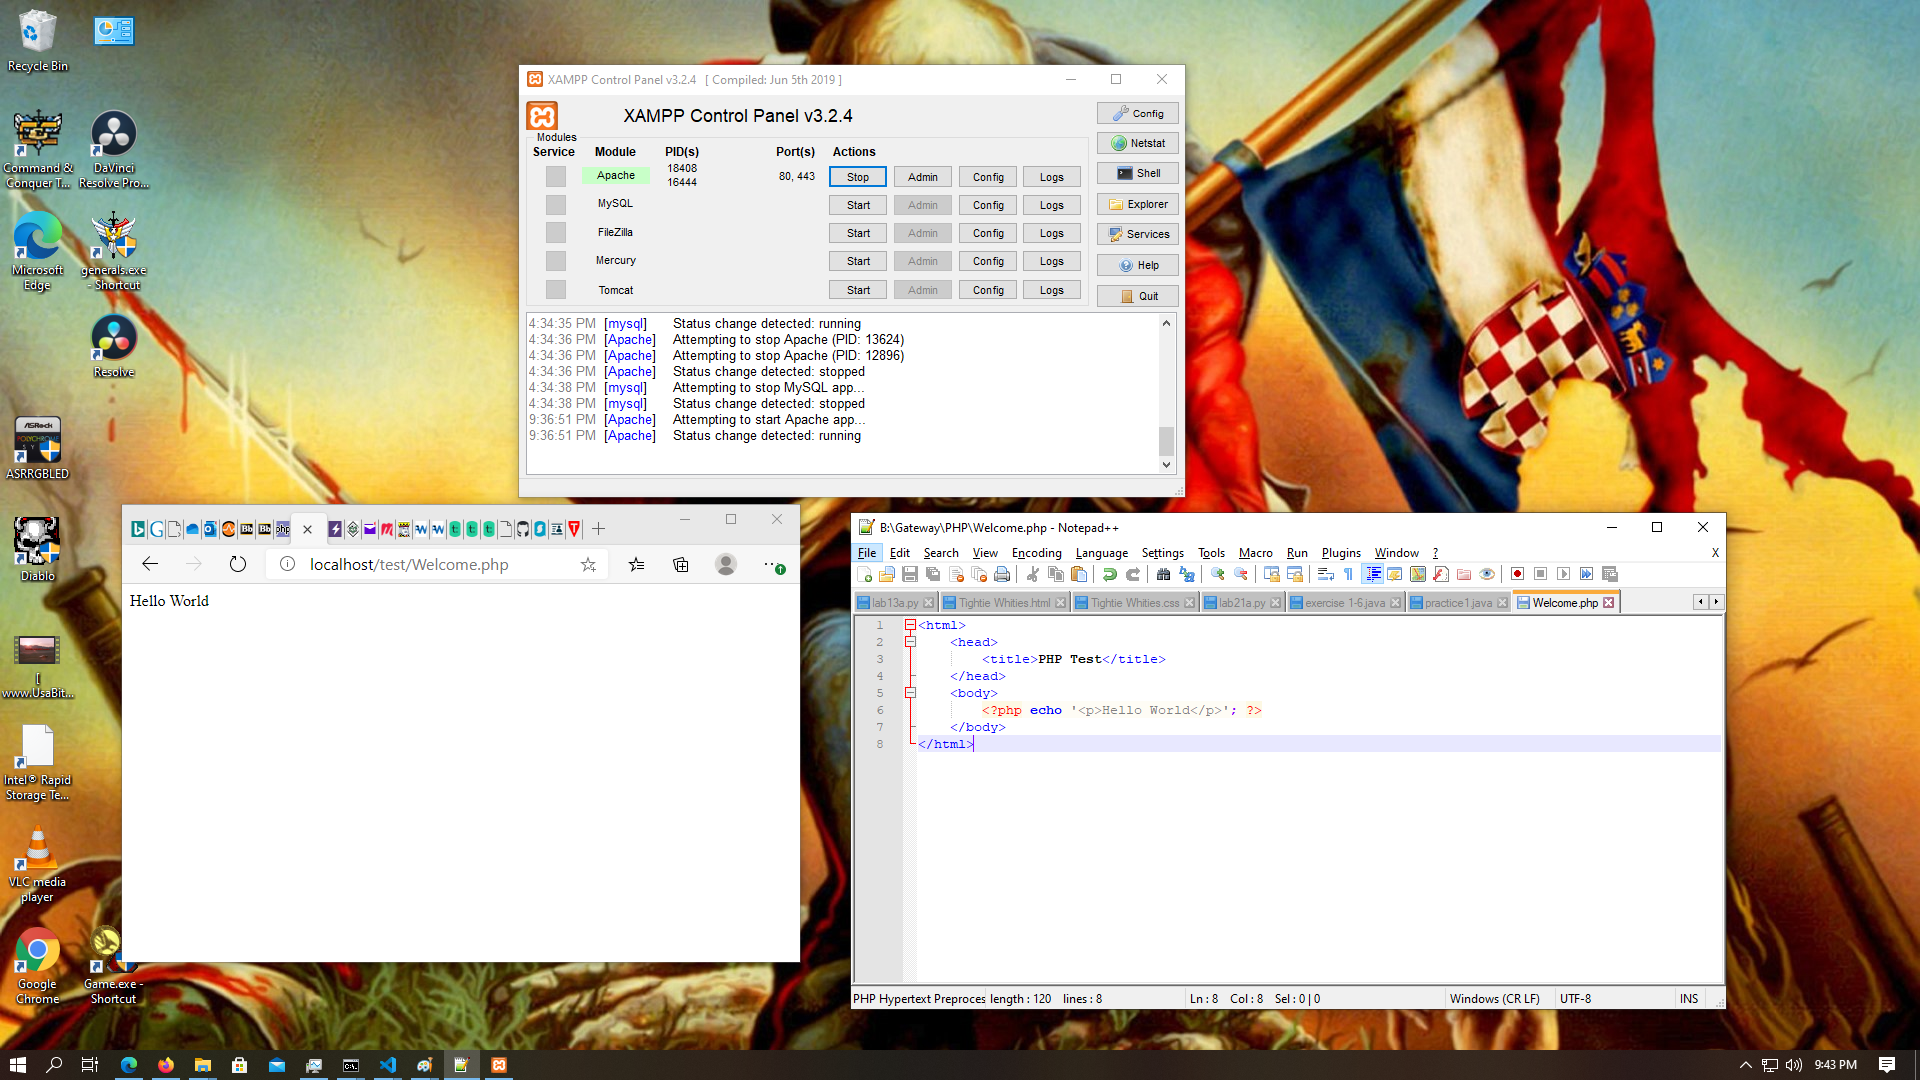 Recycle Bin
Command &
Conquer T...
DaVinci
Resolve Pro...
Microsoft
Edge
generals.exe
- Shortcut
Resolve
ASRock
POLYCHROME
ASRRGBLED
Diablo
[
www.UsaBit...
Intel® Rapid
Storage Te...
VLC media
player
Google
Chrome
Game.exe -
Shortcut
XAMPP Control Panel v3.2.4 [ Compiled: Jun 5th 2019 ]
XAMPP Control Panel v3.2.4
Config
Modules
Service Module PID(s) Port(s) Actions
Netstat
Apache 18408 16444 80, 443 Stop Admin Config Logs
Shell
MySQL Start Admin Config Logs
Explorer
FileZilla Start Admin Config Logs
Services
Mercury Start Admin Config Logs
Help
Tomcat Start Admin Config Logs
Quit
4:34:35 PM [mysql] Status change detected: running
4:34:36 PM [Apache] Attempting to stop Apache (PID: 13624)
4:34:36 PM [Apache] Attempting to stop Apache (PID: 12896)
4:34:36 PM [Apache] Status change detected: stopped
4:34:38 PM [mysql] Attempting to stop MySQL app...
4:34:38 PM [mysql] Status change detected: stopped
9:36:51 PM [Apache] Attempting to start Apache app...
9:36:51 PM [Apache] Status change detected: running
Bb Bb php
localhost/test/Welcome.php
Hello World
B:\Gateway\PHP\Welcome.php - Notepad++
File Edit Search View Encoding Language Settings Tools Macro Run Plugins Window ? X
lab13a.py Tightie Whities.html Tightie Whities.css lab21a.py exercise 1-6.java practice1.java Welcome.php
1 <html>
2 <head>
3 <title>PHP Test</title>
4 </head>
5 <body>
6 <?php echo '<p>Hello World</p>'; ?>
7 </body>
8 </html>
PHP Hypertext Preproces length : 120 lines : 8 Ln : 8 Col : 8 Sel : 0 | 0 Windows (CR LF) UTF-8 INS
9:43 PM